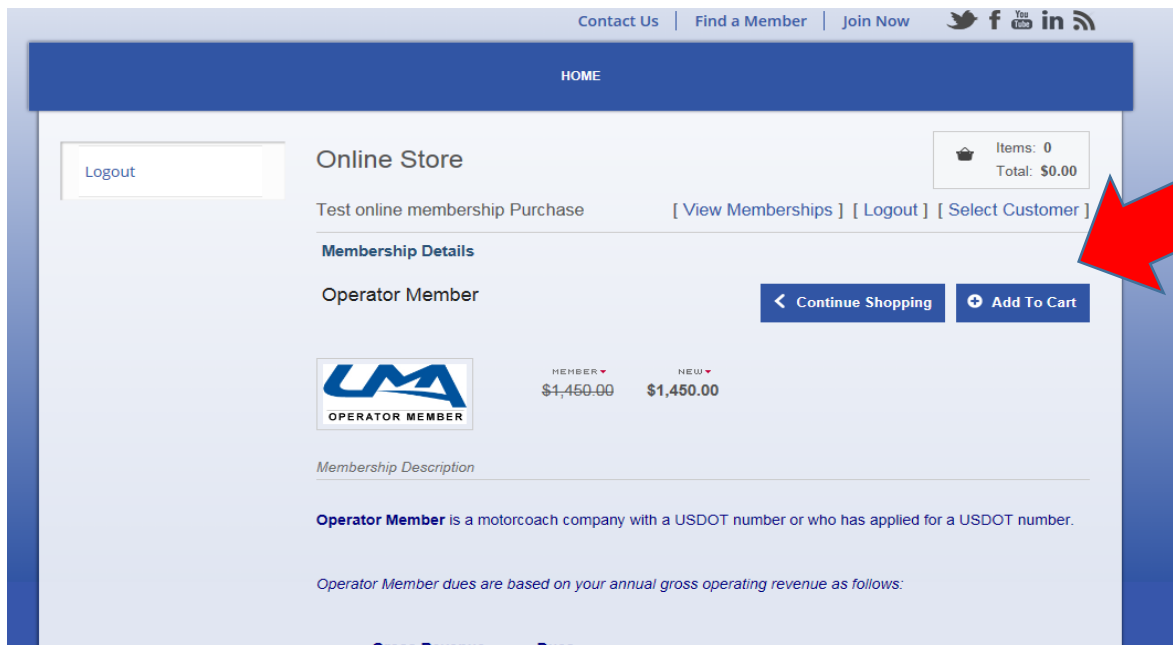 Contact Us | Find a Member | Join Now You Tube
HOME
Logout
Online Store
Items: 0
Total: $0.00
Test online membership Purchase [ View Memberships ] [ Logout ] [ Select Customer ]
Membership Details
Operator Member
Continue Shopping Add To Cart
UMA
OPERATOR MEMBER
MEMBER NEW
$1,450.00 $1,450.00
Membership Description
Operator Member is a motorcoach company with a USDOT number or who has applied for a USDOT number.
Operator Member dues are based on your annual gross operating revenue as follows: